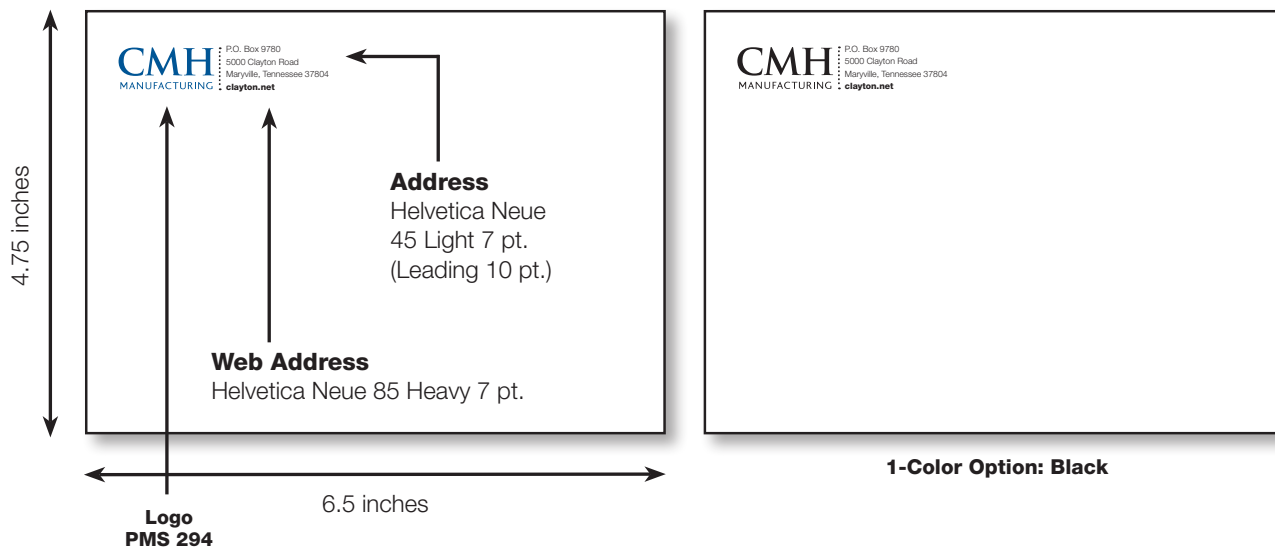 CMH
MANUFACTURING
P.O. Box 9780
5000 Clayton Road
Maryville, Tennessee 37804
clayton.net
4.75 inches
Address
Helvetica Neue
45 Light 7 pt.
(Leading 10 pt.)
Web Address
Helvetica Neue 85 Heavy 7 pt.
6.5 inches
Logo
PMS 294
CMH
MANUFACTURING
P.O. Box 9780
5000 Clayton Road
Maryville, Tennessee 37804
clayton.net
1-Color Option: Black